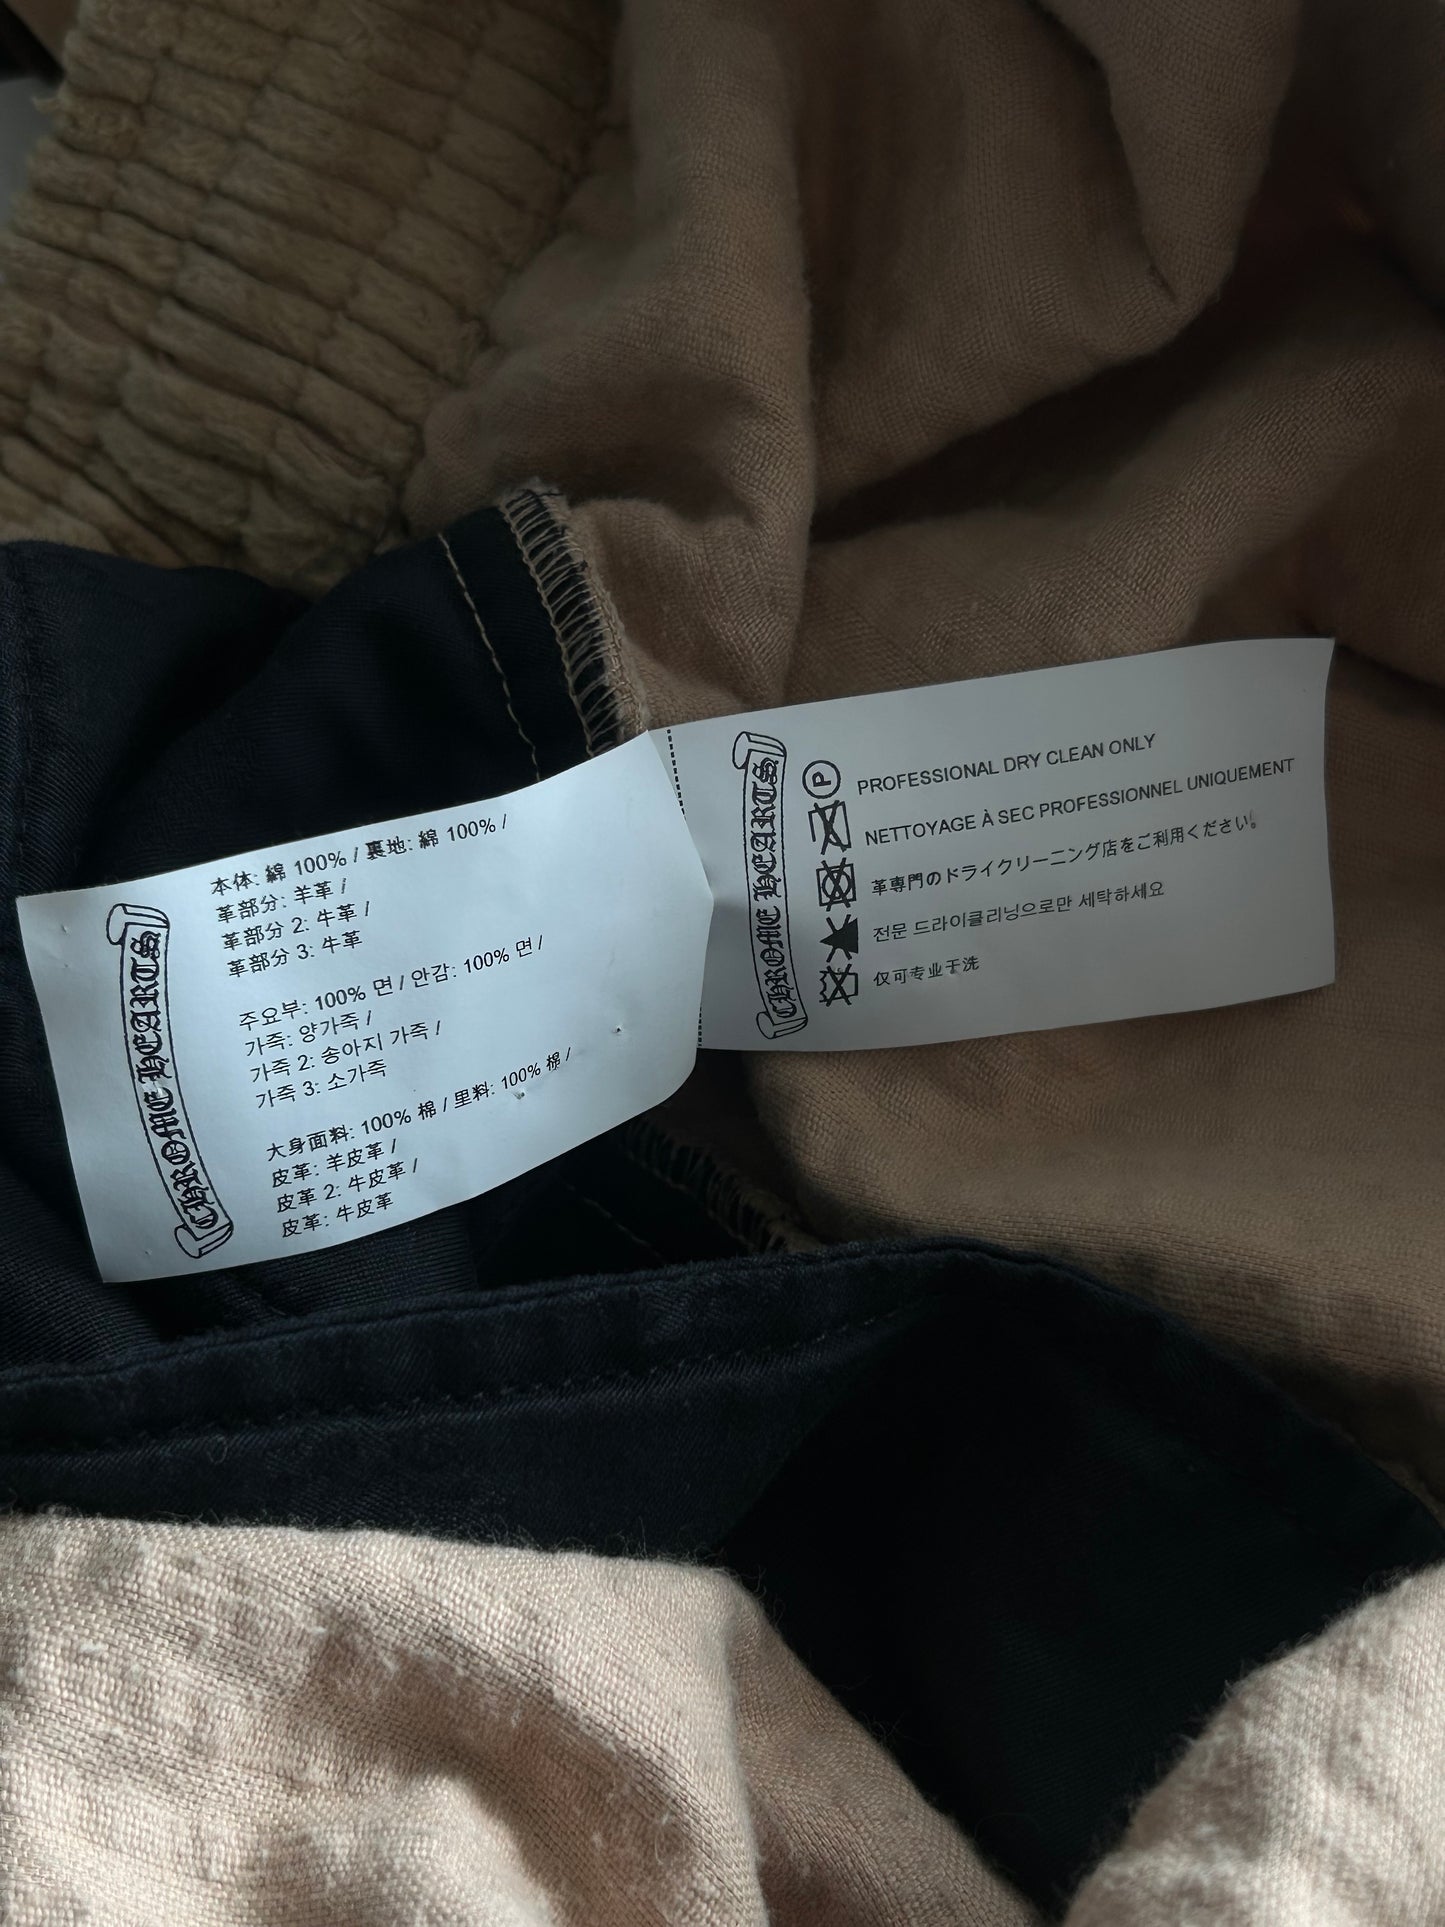 CHROME HEARTS
本体: 綿 100% / 裏地: 綿 100% /
革部分: 羊革 /
革部分 2: 牛革 /
革部分 3: 牛革
주요부: 100% 면 / 안감: 100% 면 /
가족: 양가족 /
가족 2: 송아지 가족 /
가족 3: 소가족
大身面料: 100% 棉 / 里料: 100% 棉 /
皮革: 羊皮革 /
皮革 2: 牛皮革 /
皮革: 牛皮革
CHROME HEARTS
P
PROFESSIONAL DRY CLEAN ONLY
NETTOYAGE À SEC PROFESSIONNEL UNIQUEMENT
革専門のドライクリーニング店をご利用ください。
전문 드라이클리닝으로만 세탁하세요
仅可专业干洗